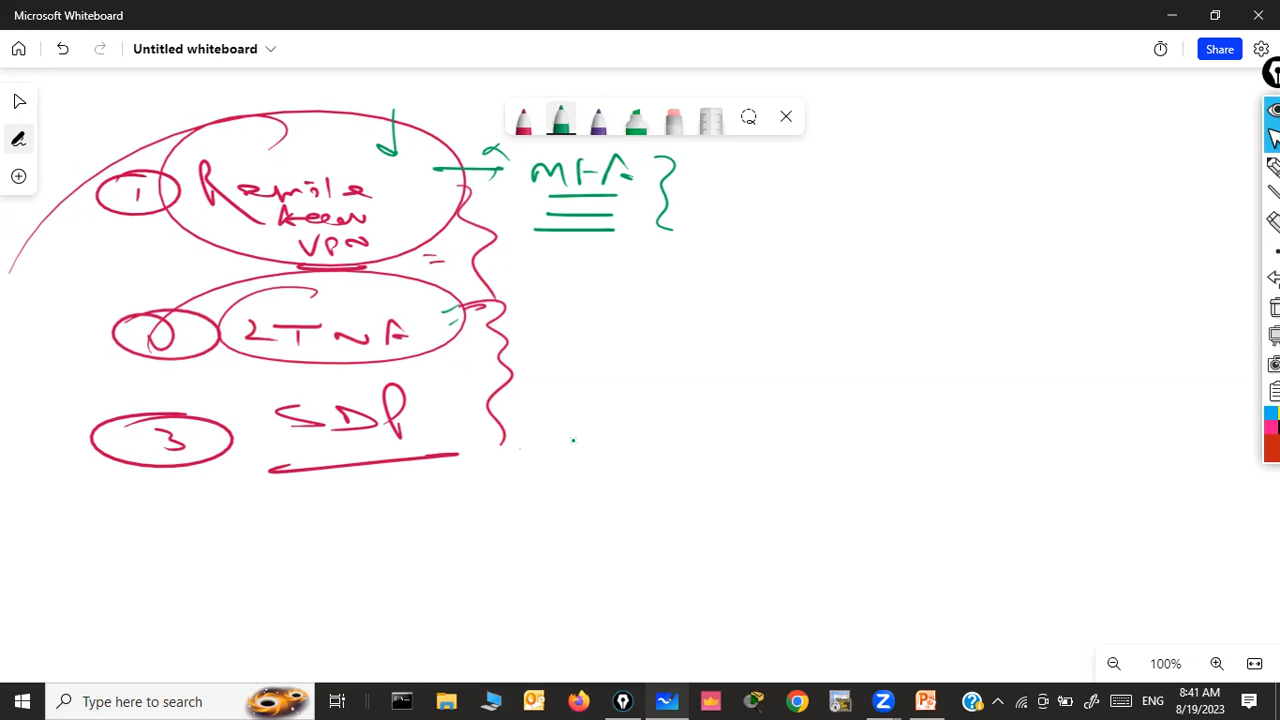 Microsoft Whiteboard
Untitled whiteboard
Share
1 Remote
Access
VPN
MFA
ZTNA
3 SDP
100%
Type here to search
ENG
8:41 AM
8/19/2023